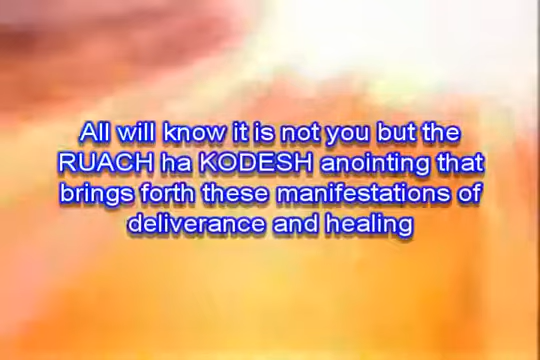 All will know it is not you but the
RUACH ha KODESH anointing that
brings forth these manifestations of
deliverance and healing